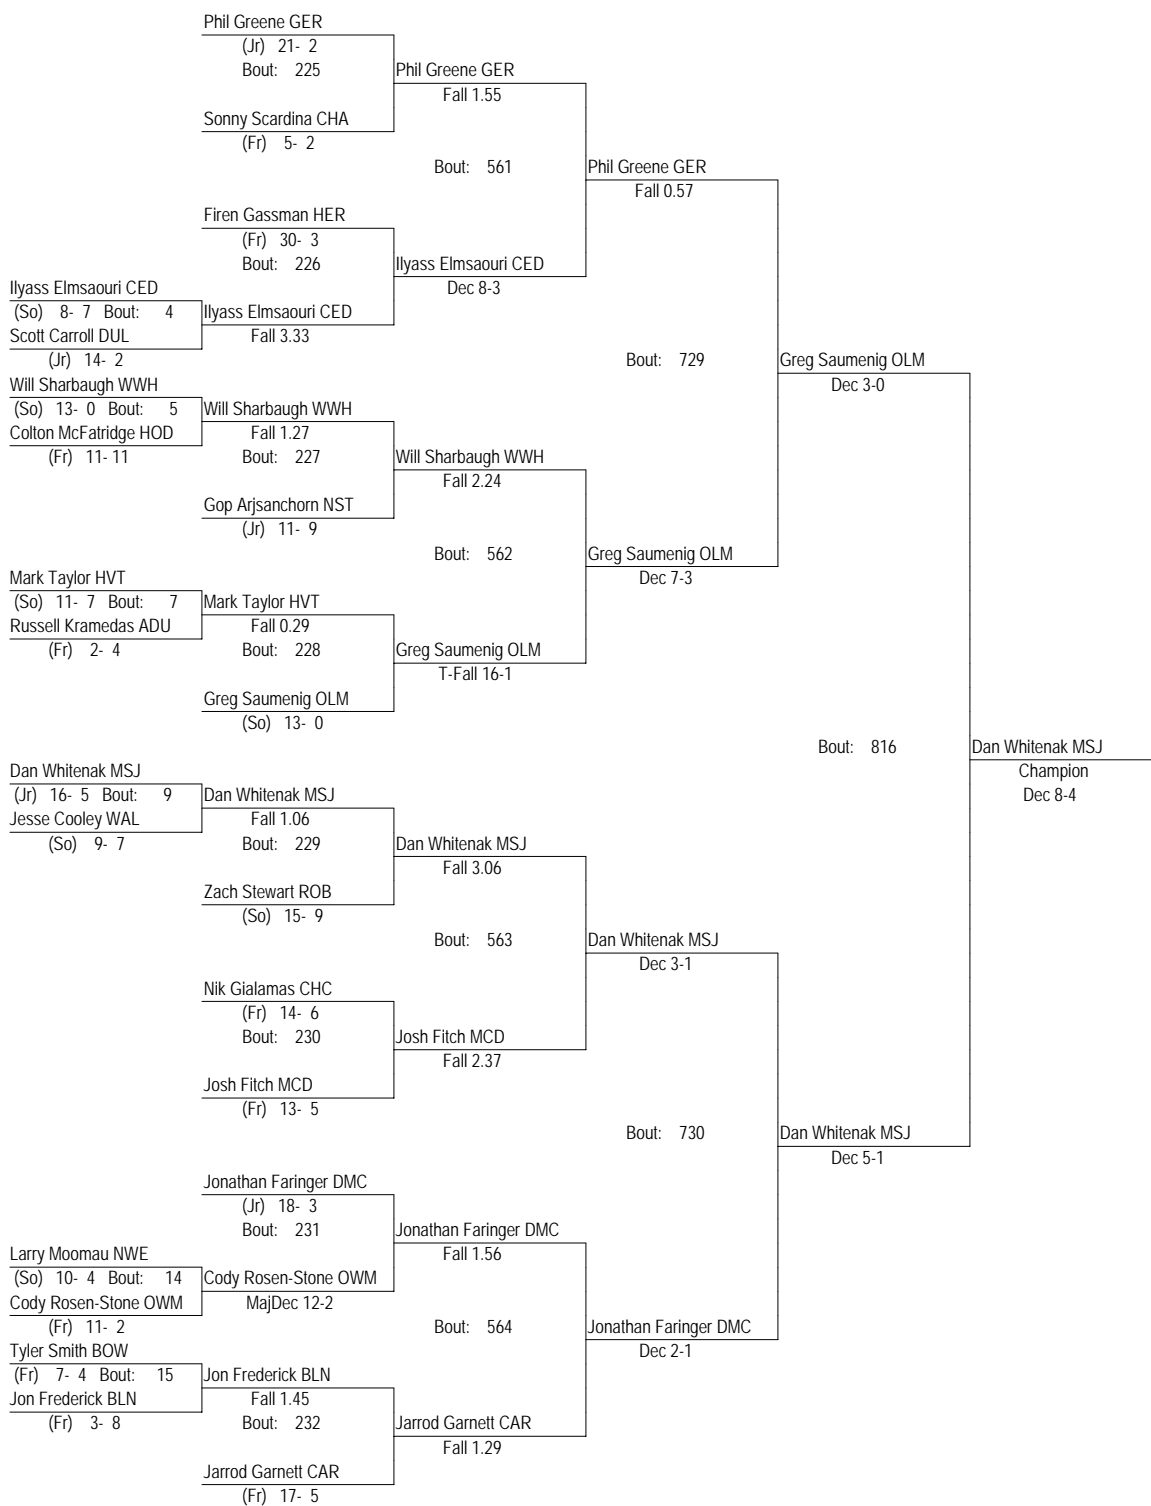 Phil Greene GER
(Jr) 21- 2
Bout: 225
Phil Greene GER
Fall 1.55
Sonny Scardina CHA
(Fr) 5- 2
Bout: 561
Phil Greene GER
Fall 0.57
Firen Gassman HER
(Fr) 30- 3
Bout: 226
Ilyass Elmsaouri CED
Dec 8-3
Ilyass Elmsaouri CED
(So) 8- 7 Bout: 4
Ilyass Elmsaouri CED
Scott Carroll DUL
Fall 3.33
(Jr) 14- 2
Bout: 729
Greg Saumenig OLM
Dec 3-0
Will Sharbaugh WWH
(So) 13- 0 Bout: 5
Will Sharbaugh WWH
Colton McFatridge HOD
Fall 1.27
(Fr) 11- 11
Bout: 227
Will Sharbaugh WWH
Fall 2.24
Gop Arjsanchorn NST
(Jr) 11- 9
Bout: 562
Greg Saumenig OLM
Dec 7-3
Mark Taylor HVT
(So) 11- 7 Bout: 7
Mark Taylor HVT
Russell Kramedas ADU
Fall 0.29
(Fr) 2- 4
Bout: 228
Greg Saumenig OLM
T-Fall 16-1
Greg Saumenig OLM
(So) 13- 0
Bout: 816
Dan Whitenak MSJ
Champion
Dec 8-4
Dan Whitenak MSJ
(Jr) 16- 5 Bout: 9
Dan Whitenak MSJ
Jesse Cooley WAL
Fall 1.06
(So) 9- 7
Bout: 229
Dan Whitenak MSJ
Fall 3.06
Zach Stewart ROB
(So) 15- 9
Bout: 563
Dan Whitenak MSJ
Dec 3-1
Nik Gialamas CHC
(Fr) 14- 6
Bout: 230
Josh Fitch MCD
Fall 2.37
Josh Fitch MCD
(Fr) 13- 5
Bout: 730
Dan Whitenak MSJ
Dec 5-1
Jonathan Faringer DMC
(Jr) 18- 3
Bout: 231
Jonathan Faringer DMC
Fall 1.56
Larry Moomau NWE
(So) 10- 4 Bout: 14
Cody Rosen-Stone OWM
Cody Rosen-Stone OWM
MajDec 12-2
(Fr) 11- 2
Bout: 564
Jonathan Faringer DMC
Dec 2-1
Tyler Smith BOW
(Fr) 7- 4 Bout: 15
Jon Frederick BLN
Jon Frederick BLN
Fall 1.45
(Fr) 3- 8
Bout: 232
Jarrod Garnett CAR
Fall 1.29
Jarrod Garnett CAR
(Fr) 17- 5